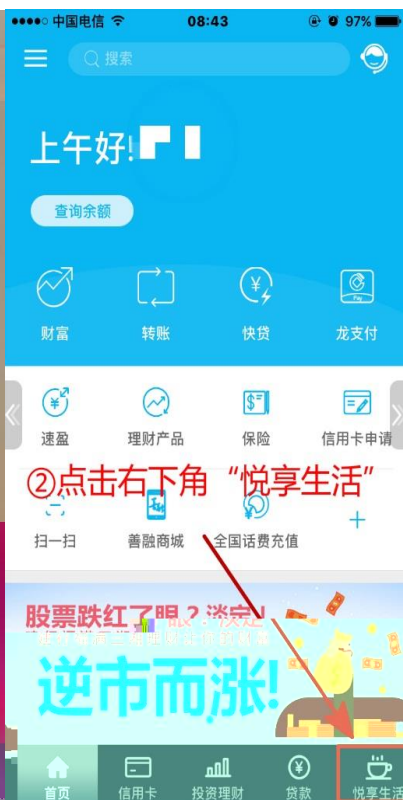 中国电信
08:43
97%
搜索
上午好!
查询余额
财富
转账
快贷
龙支付
Pay
速盈
理财产品
保险
信用卡申请
②点击右下角“悦享生活”
扫一扫
善融商城
全国话费充值
股票跌红了眼？淡定！
逆市而涨!
首页
信用卡
投资理财
贷款
悦享生活